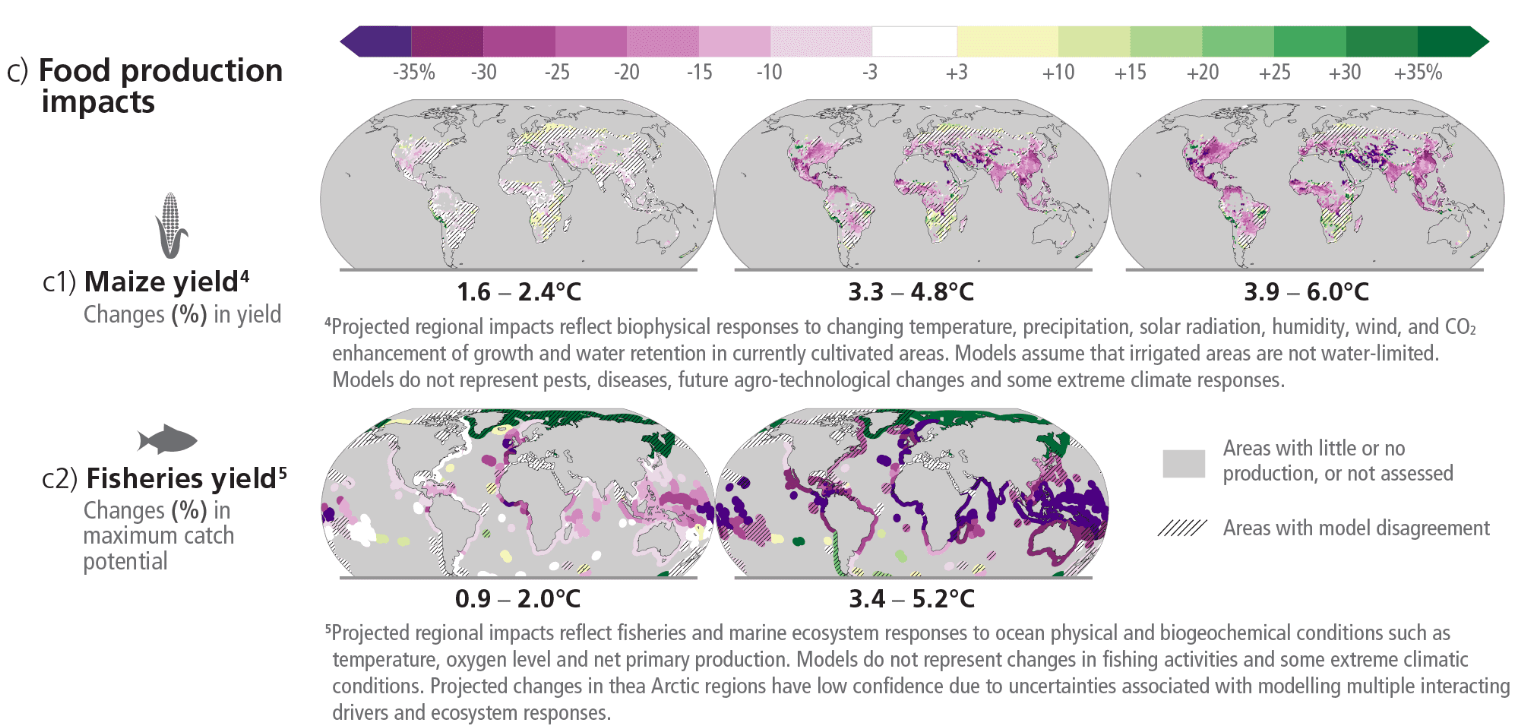 c) Food production
impacts
-35% -30 -25 -20 -15 -10 -3 +3 +10 +15 +20 +25 +30 +35%
c1) Maize yield⁴
Changes (%) in yield
1.6 – 2.4°C 3.3 – 4.8°C 3.9 – 6.0°C
⁴Projected regional impacts reflect biophysical responses to changing temperature, precipitation, solar radiation, humidity, wind, and CO₂
enhancement of growth and water retention in currently cultivated areas. Models assume that irrigated areas are not water-limited.
Models do not represent pests, diseases, future agro-technological changes and some extreme climate responses.
c2) Fisheries yield⁵
Changes (%) in
maximum catch
potential
Areas with little or no
production, or not assessed
Areas with model disagreement
0.9 – 2.0°C 3.4 – 5.2°C
⁵Projected regional impacts reflect fisheries and marine ecosystem responses to ocean physical and biogeochemical conditions such as
temperature, oxygen level and net primary production. Models do not represent changes in fishing activities and some extreme climatic
conditions. Projected changes in thea Arctic regions have low confidence due to uncertainties associated with modelling multiple interacting
drivers and ecosystem responses.